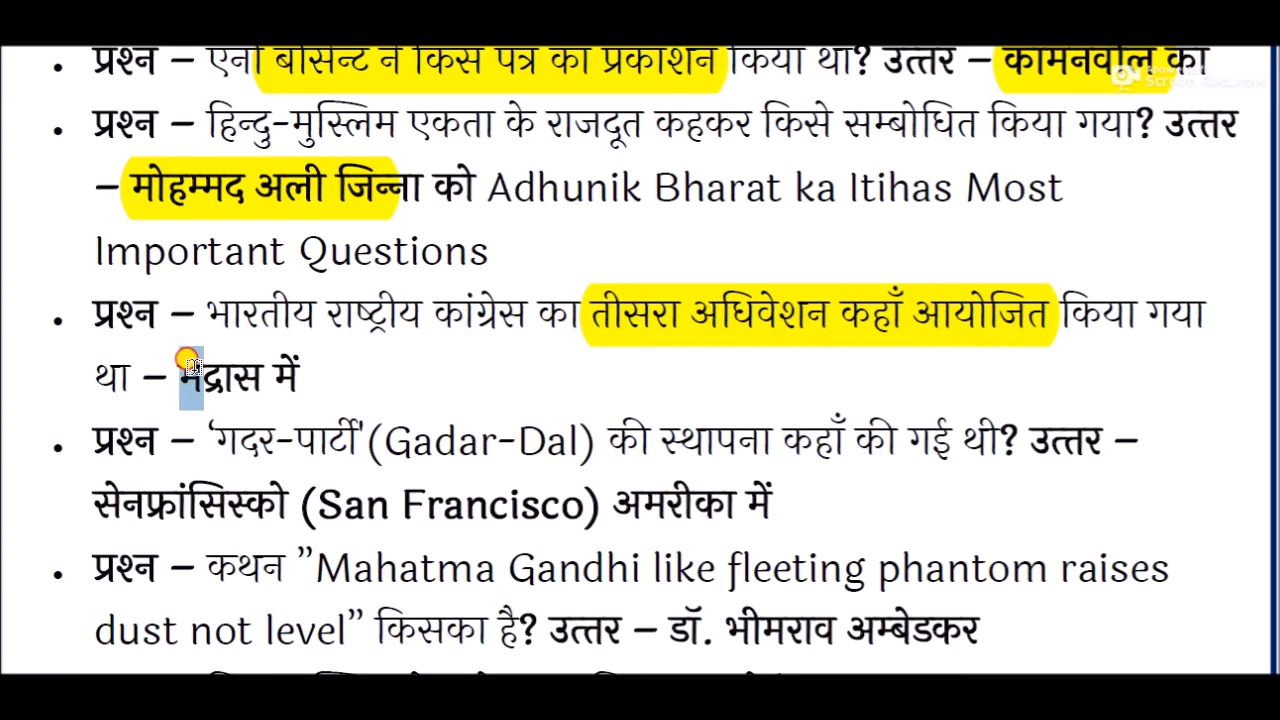 • प्रश्न – एनी बीसेन्ट ने किस पत्र का प्रकाशन किया था? उत्तर – कामनवील का
• प्रश्न – हिन्दु-मुस्लिम एकता के राजदूत कहकर किसे सम्बोधित किया गया? उत्तर
– मोहम्मद अली जिन्ना को Adhunik Bharat ka Itihas Most
Important Questions
• प्रश्न – भारतीय राष्ट्रीय कांग्रेस का तीसरा अधिवेशन कहाँ आयोजित किया गया
था – मद्रास में
• प्रश्न – ‘गदर-पार्टी'(Gadar-Dal) की स्थापना कहाँ की गई थी? उत्तर –
सेनफ्रांसिस्को (San Francisco) अमरीका में
• प्रश्न – कथन ”Mahatma Gandhi like fleeting phantom raises
dust not level” किसका है? उत्तर – डॉ. भीमराव अम्बेडकर